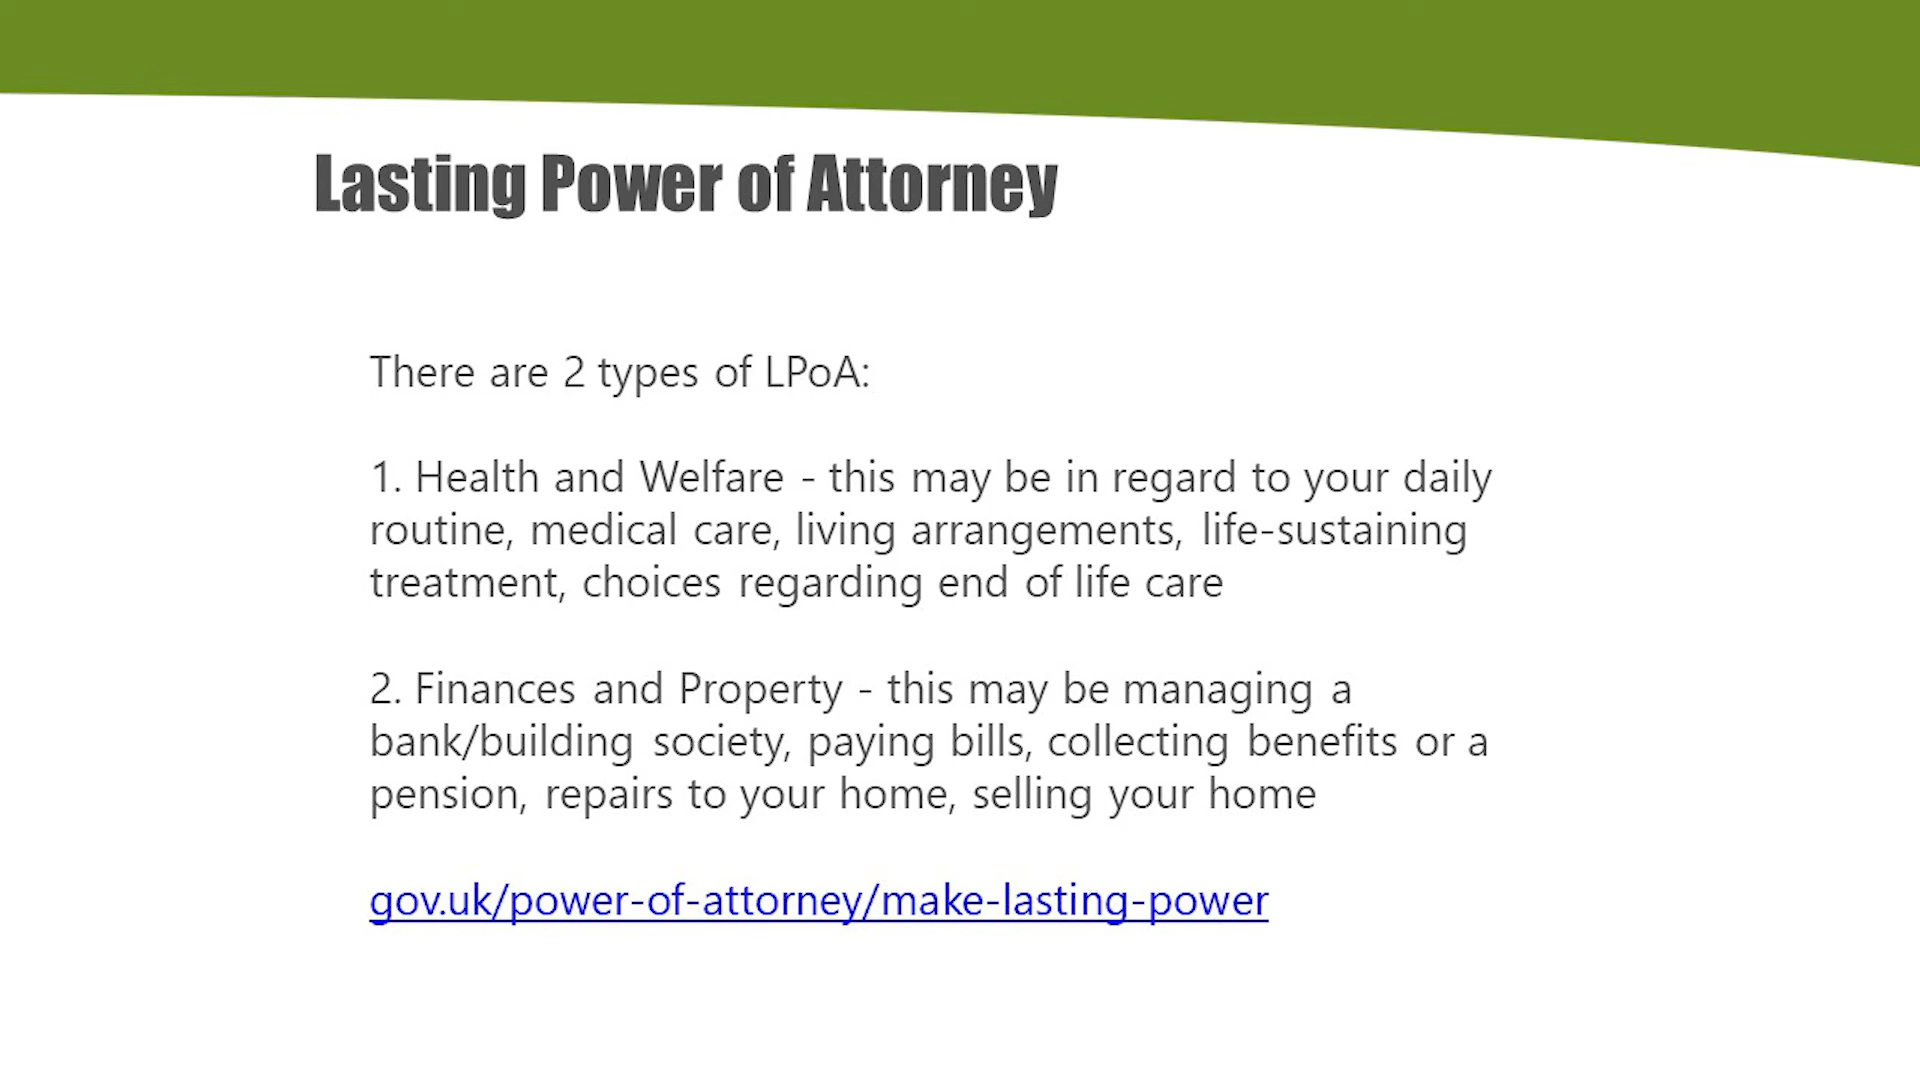 Lasting Power of Attorney
There are 2 types of LPoA:
1. Health and Welfare - this may be in regard to your daily
routine, medical care, living arrangements, life-sustaining
treatment, choices regarding end of life care
2. Finances and Property - this may be managing a
bank/building society, paying bills, collecting benefits or a
pension, repairs to your home, selling your home
gov.uk/power-of-attorney/make-lasting-power